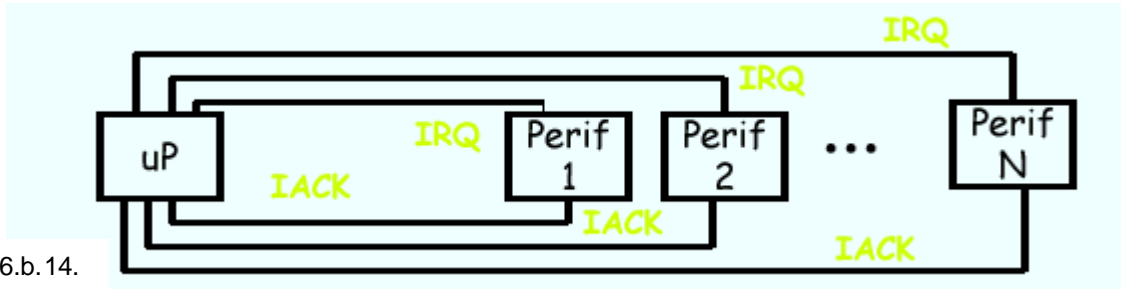 IRQ
IRQ
IRQ
uP
Perif
1
Perif
2
...
Perif
N
IACK
IACK
IACK
6.b.14.